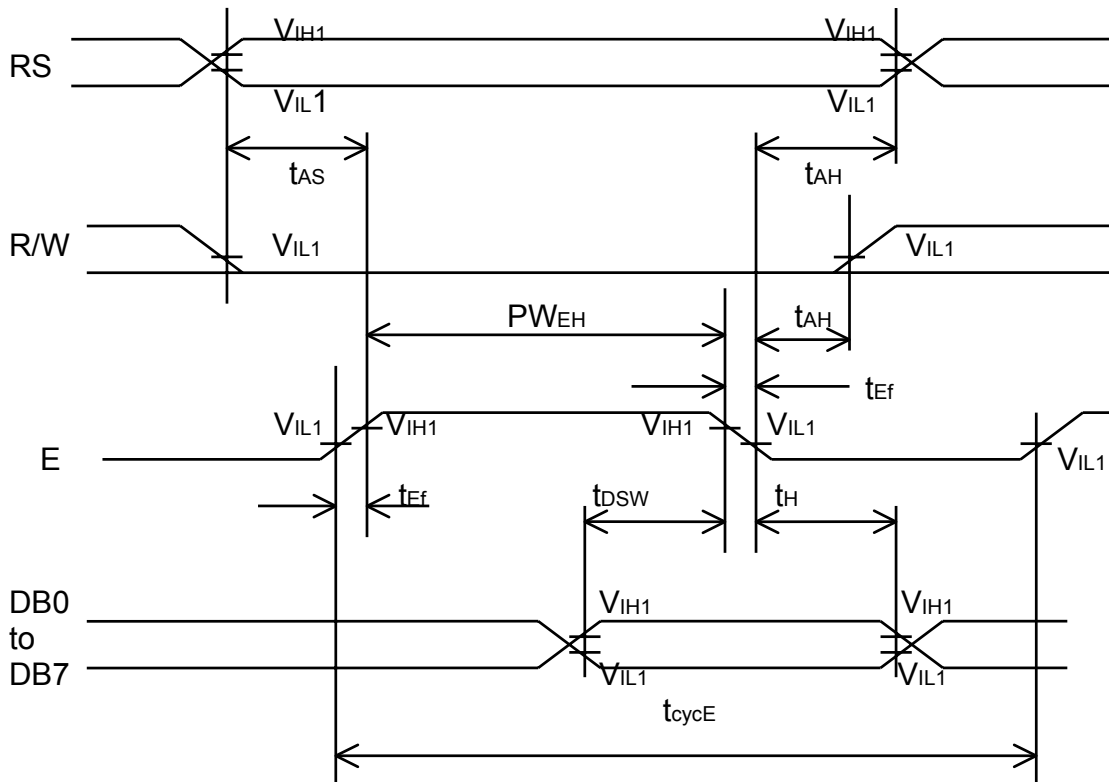 VIH1 VIH1
RS
VIL1 VIL1
tAS tAH
R/W VIL1 VIL1
PWEH tAH
tEf
VIL1 VIH1 VIH1 VIL1
E VIL1
tEf tDSW tH
DB0 VIH1 VIH1
to
DB7 VIL1 VIL1
tcycE